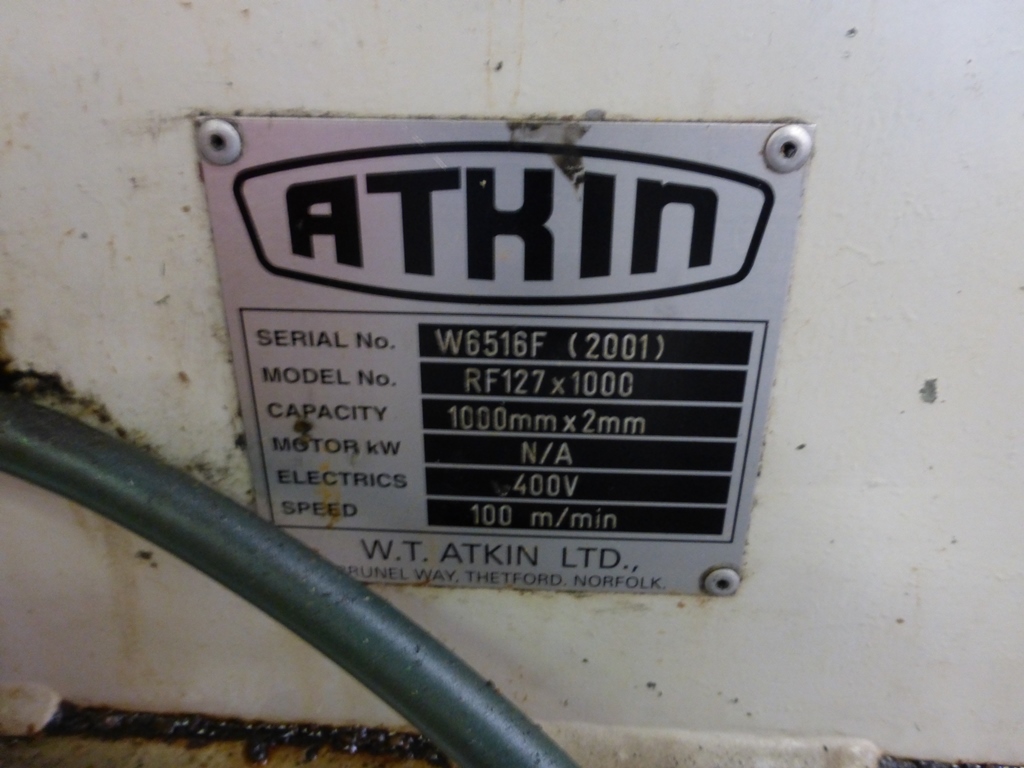 ATKIN
SERIAL No. W6516F (2001)
MODEL No. RF127x1000
CAPACITY 1000mm x 2mm
MOTOR kW N/A
ELECTRICS 400V
SPEED 100 m/min
W.T. ATKIN LTD.,
BRUNEL WAY, THETFORD. NORFOLK.